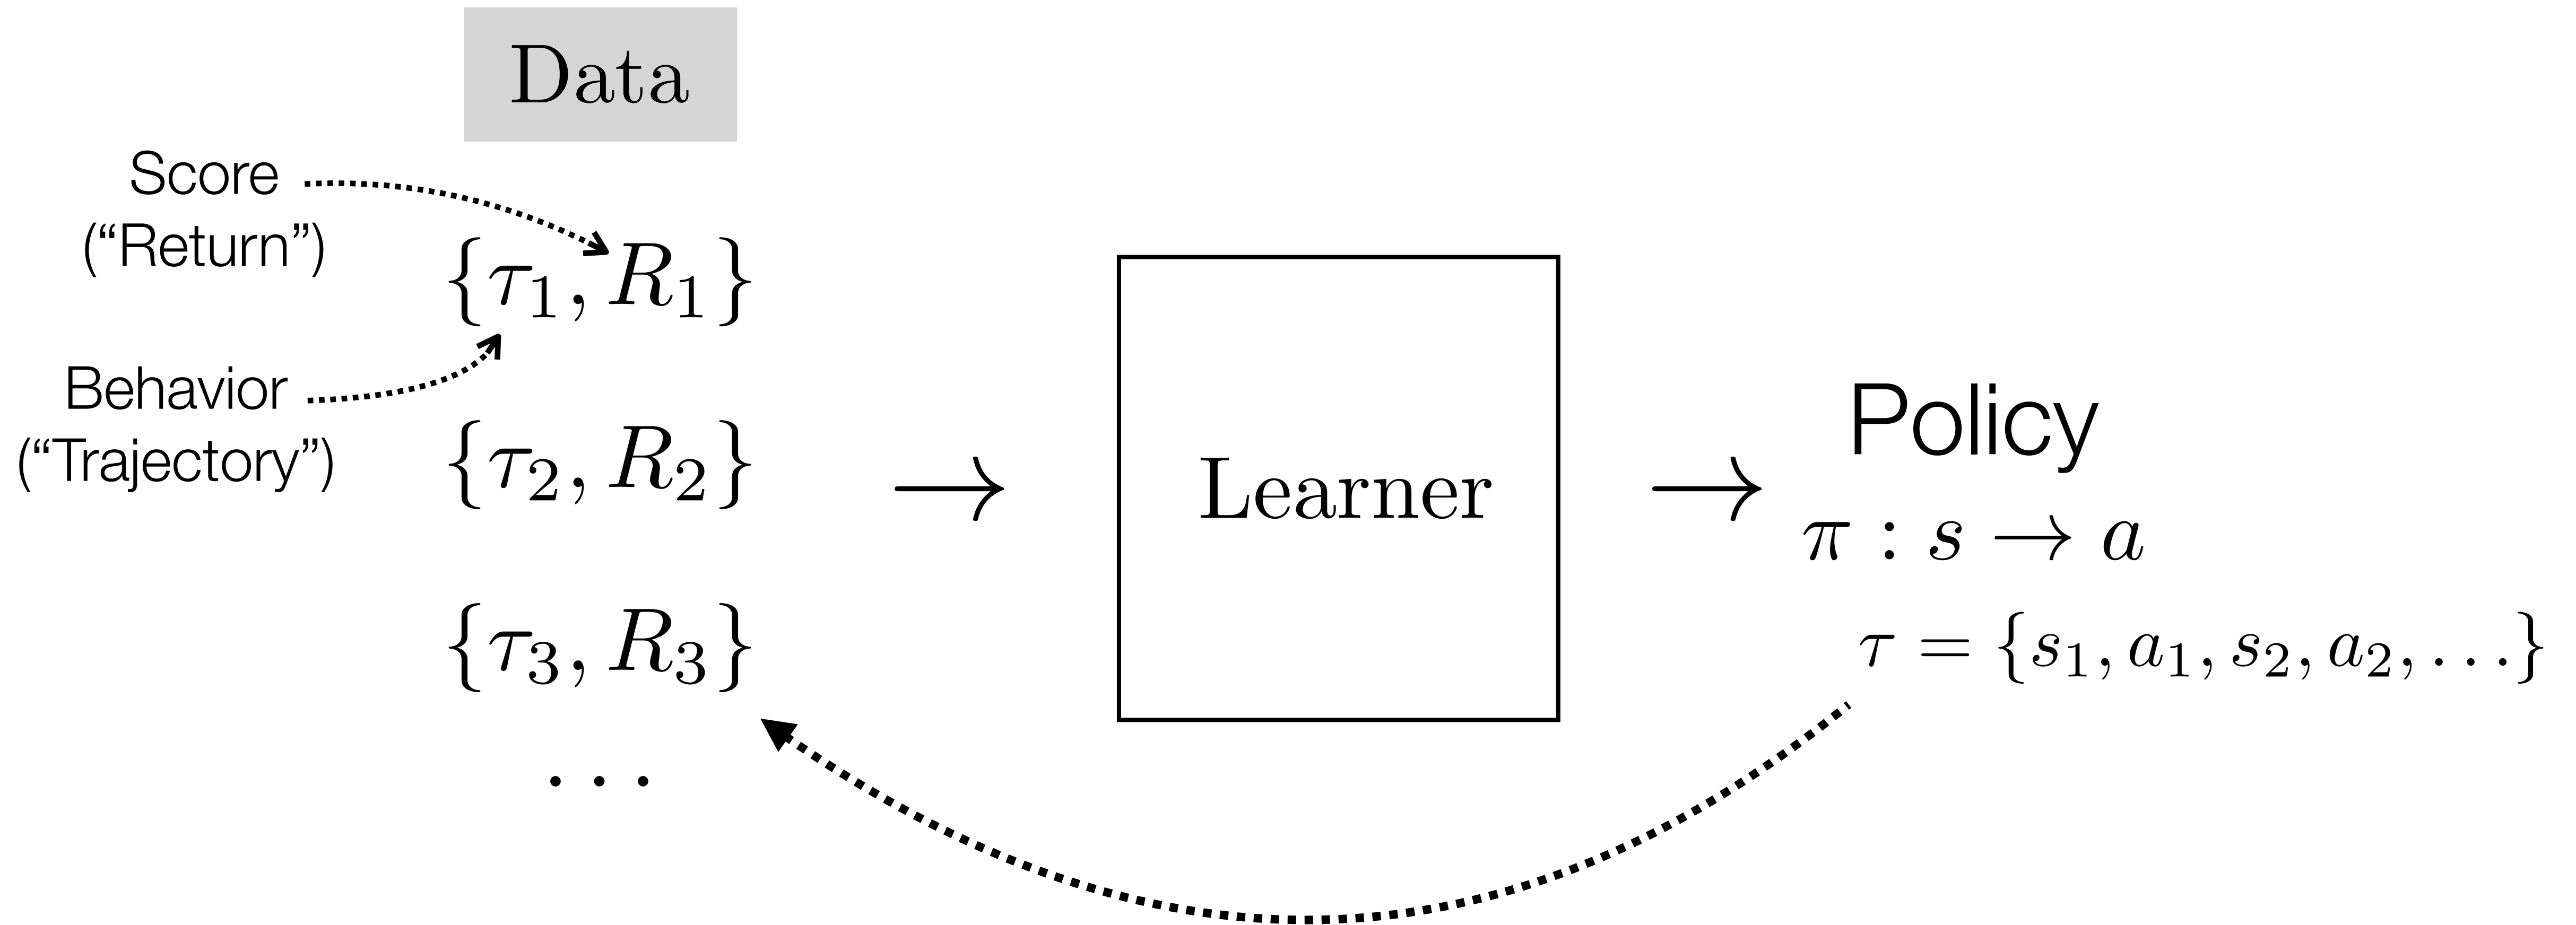 Data
Score
(“Return”)
{τ₁, R₁}
Behavior
(“Trajectory”)
{τ₂, R₂}
{τ₃, R₃}
...
→
Learner
→
Policy
π : s → a
τ = {s₁, a₁, s₂, a₂, ...}